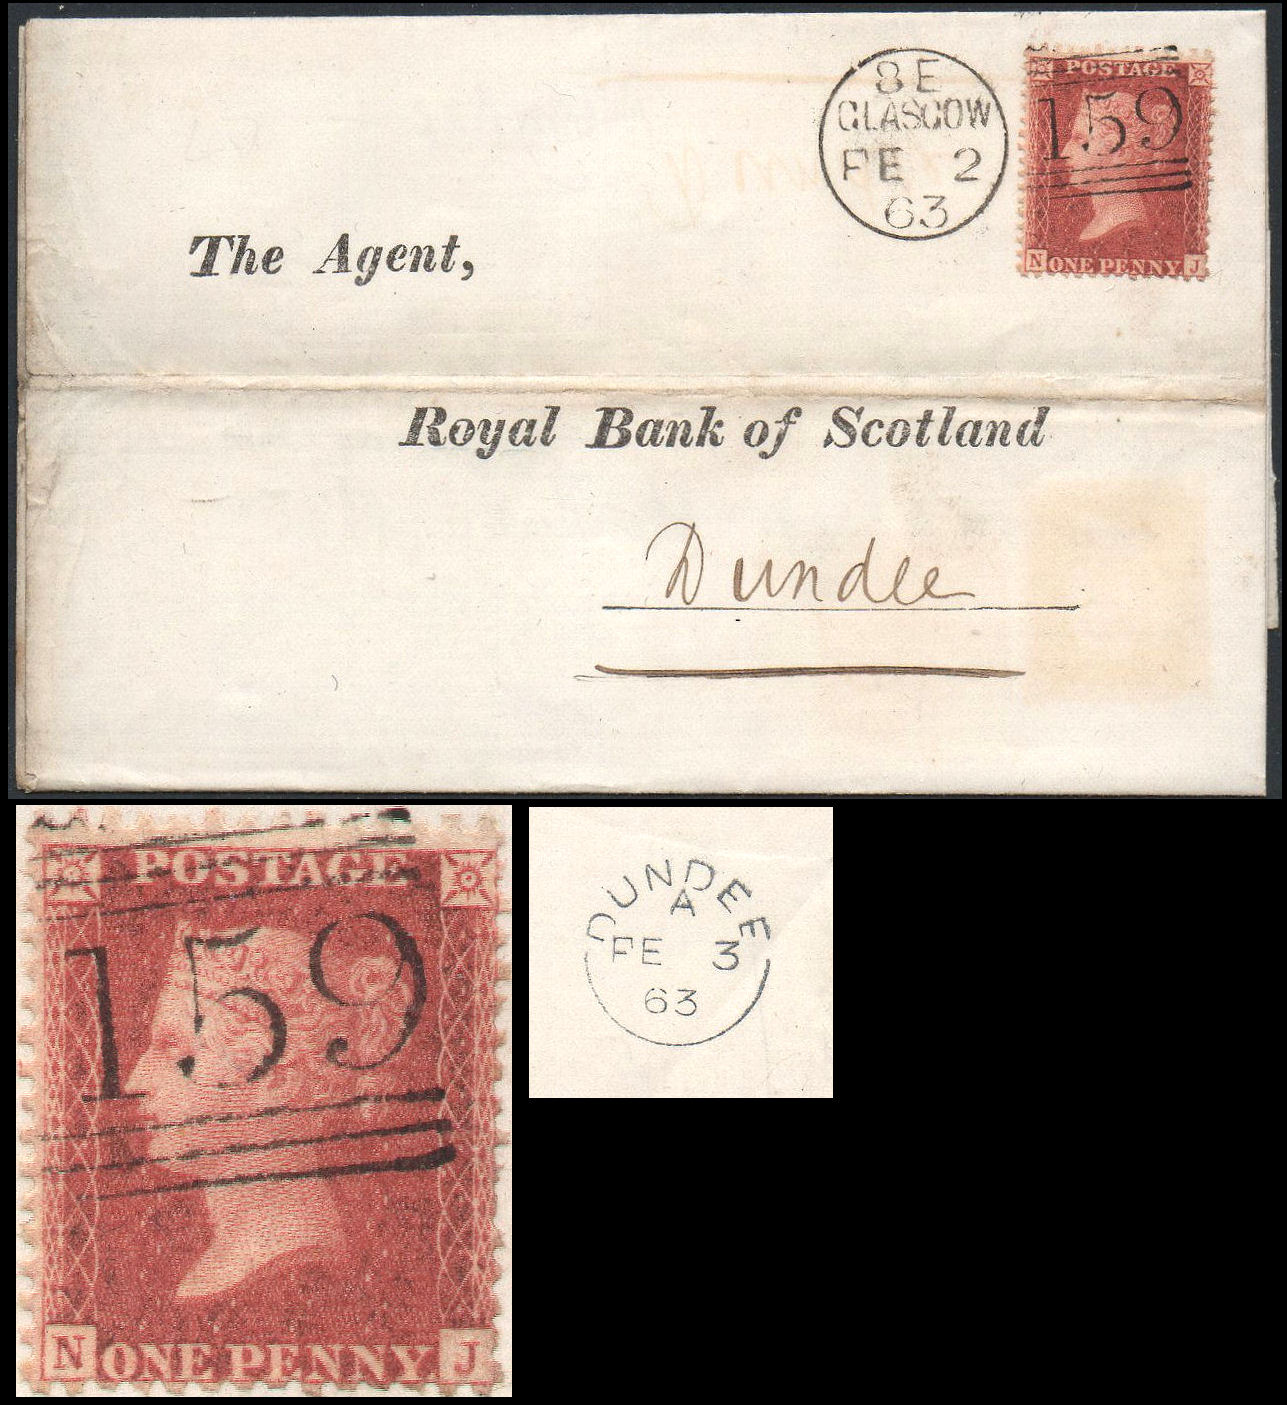 8E
GLASGOW
FE 2
63
POSTAGE
159
N ONE PENNY J
The Agent,
Royal Bank of Scotland
Dundee
POSTAGE
159
N ONE PENNY J
DUNDEE
A
FE 3
63